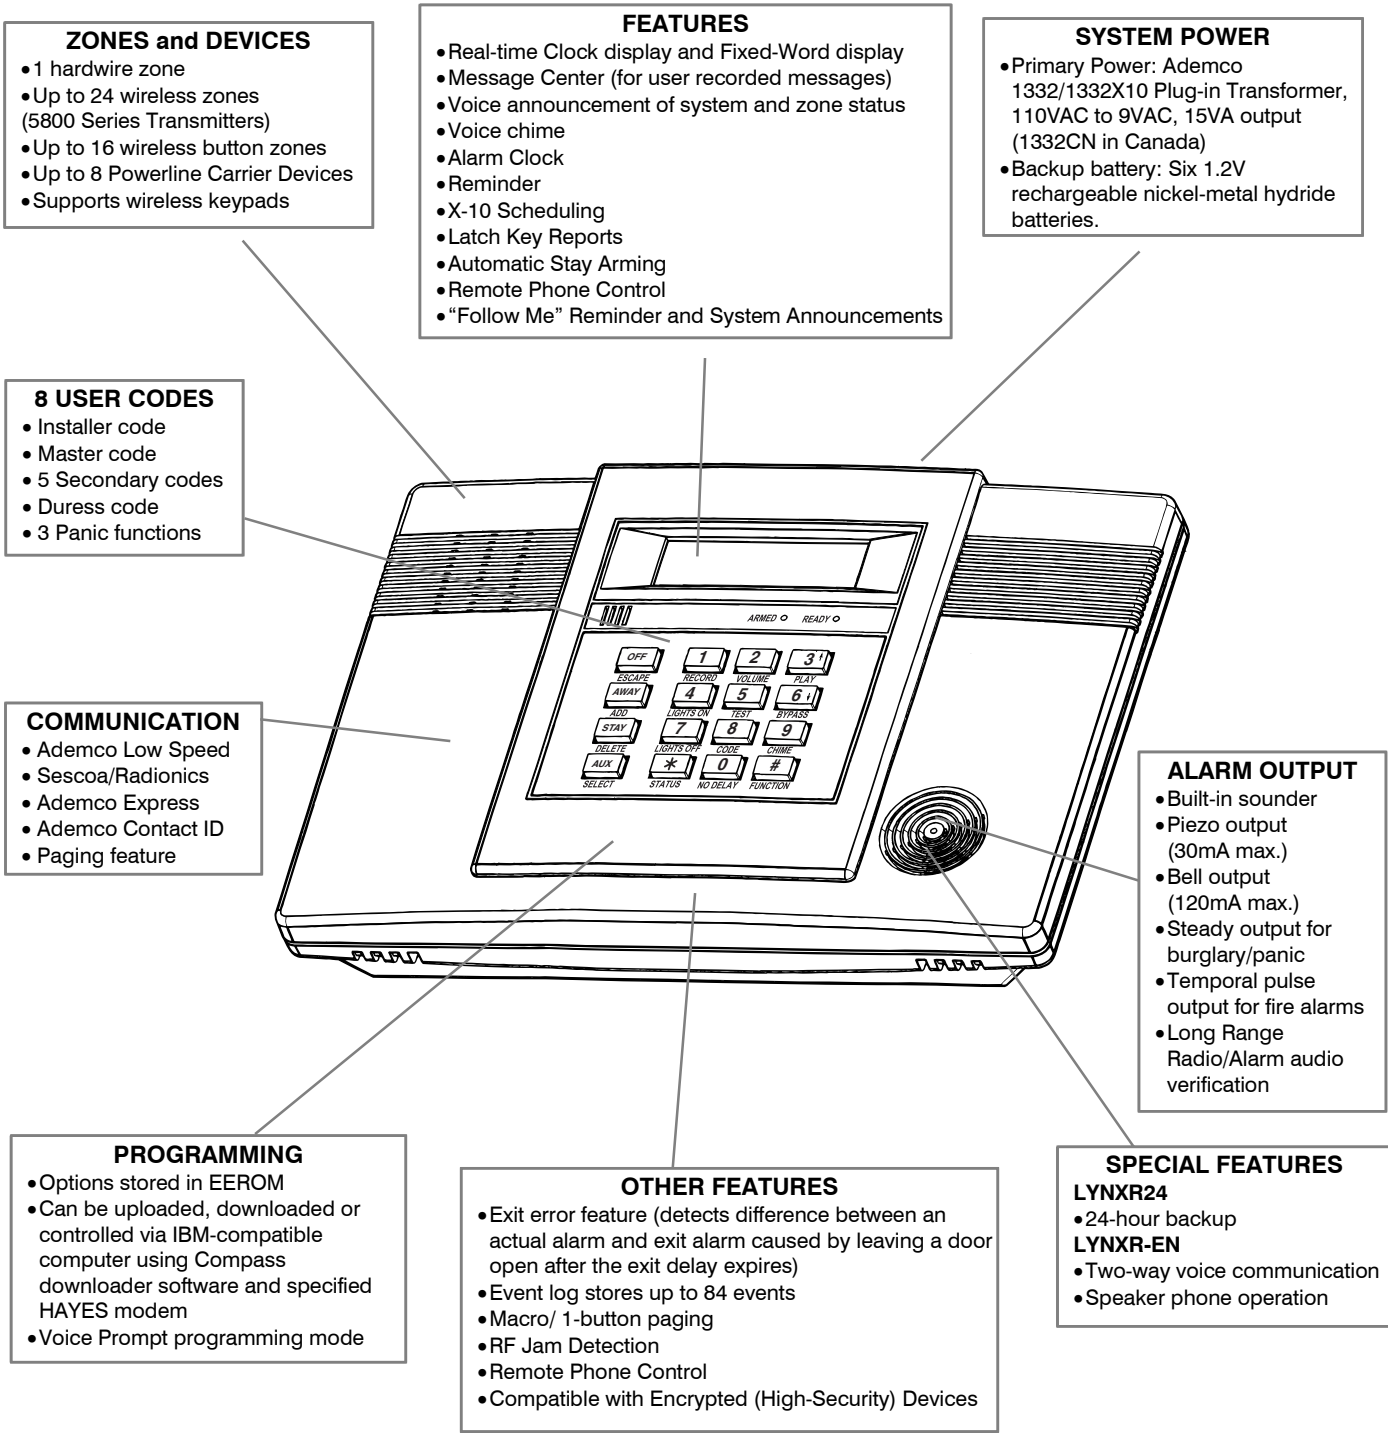 ZONES and DEVICES
•1 hardwire zone
•Up to 24 wireless zones
(5800 Series Transmitters)
•Up to 16 wireless button zones
•Up to 8 Powerline Carrier Devices
•Supports wireless keypads
FEATURES
•Real-time Clock display and Fixed-Word display
•Message Center (for user recorded messages)
•Voice announcement of system and zone status
•Voice chime
•Alarm Clock
•Reminder
•X-10 Scheduling
•Latch Key Reports
•Automatic Stay Arming
•Remote Phone Control
•“Follow Me” Reminder and System Announcements
SYSTEM POWER
•Primary Power: Ademco
1332/1332X10 Plug-in Transformer,
110VAC to 9VAC, 15VA output
(1332CN in Canada)
•Backup battery: Six 1.2V
rechargeable nickel-metal hydride
batteries.
8 USER CODES
• Installer code
• Master code
• 5 Secondary codes
• Duress code
• 3 Panic functions
ARMED READY
OFF 1 2 3
ESCAPE RECORD VOLUME PLAY
AWAY 4 5 6
ADD LIGHTS ON TEST BYPASS
STAY 7 8 9
DELETE LIGHTS OFF CODE CHIME
AUX * 0 #
SELECT STATUS NO DELAY FUNCTION
COMMUNICATION
• Ademco Low Speed
• Sescoa/Radionics
• Ademco Express
• Ademco Contact ID
• Paging feature
ALARM OUTPUT
•Built-in sounder
•Piezo output
(30mA max.)
•Bell output
(120mA max.)
•Steady output for
burglary/panic
•Temporal pulse
output for fire alarms
•Long Range
Radio/Alarm audio
verification
PROGRAMMING
•Options stored in EEROM
•Can be uploaded, downloaded or
controlled via IBM-compatible
computer using Compass
downloader software and specified
HAYES modem
•Voice Prompt programming mode
OTHER FEATURES
•Exit error feature (detects difference between an
actual alarm and exit alarm caused by leaving a door
open after the exit delay expires)
•Event log stores up to 84 events
•Macro/ 1-button paging
•RF Jam Detection
•Remote Phone Control
•Compatible with Encrypted (High-Security) Devices
SPECIAL FEATURES
LYNXR24
•24-hour backup
LYNXR-EN
•Two-way voice communication
•Speaker phone operation